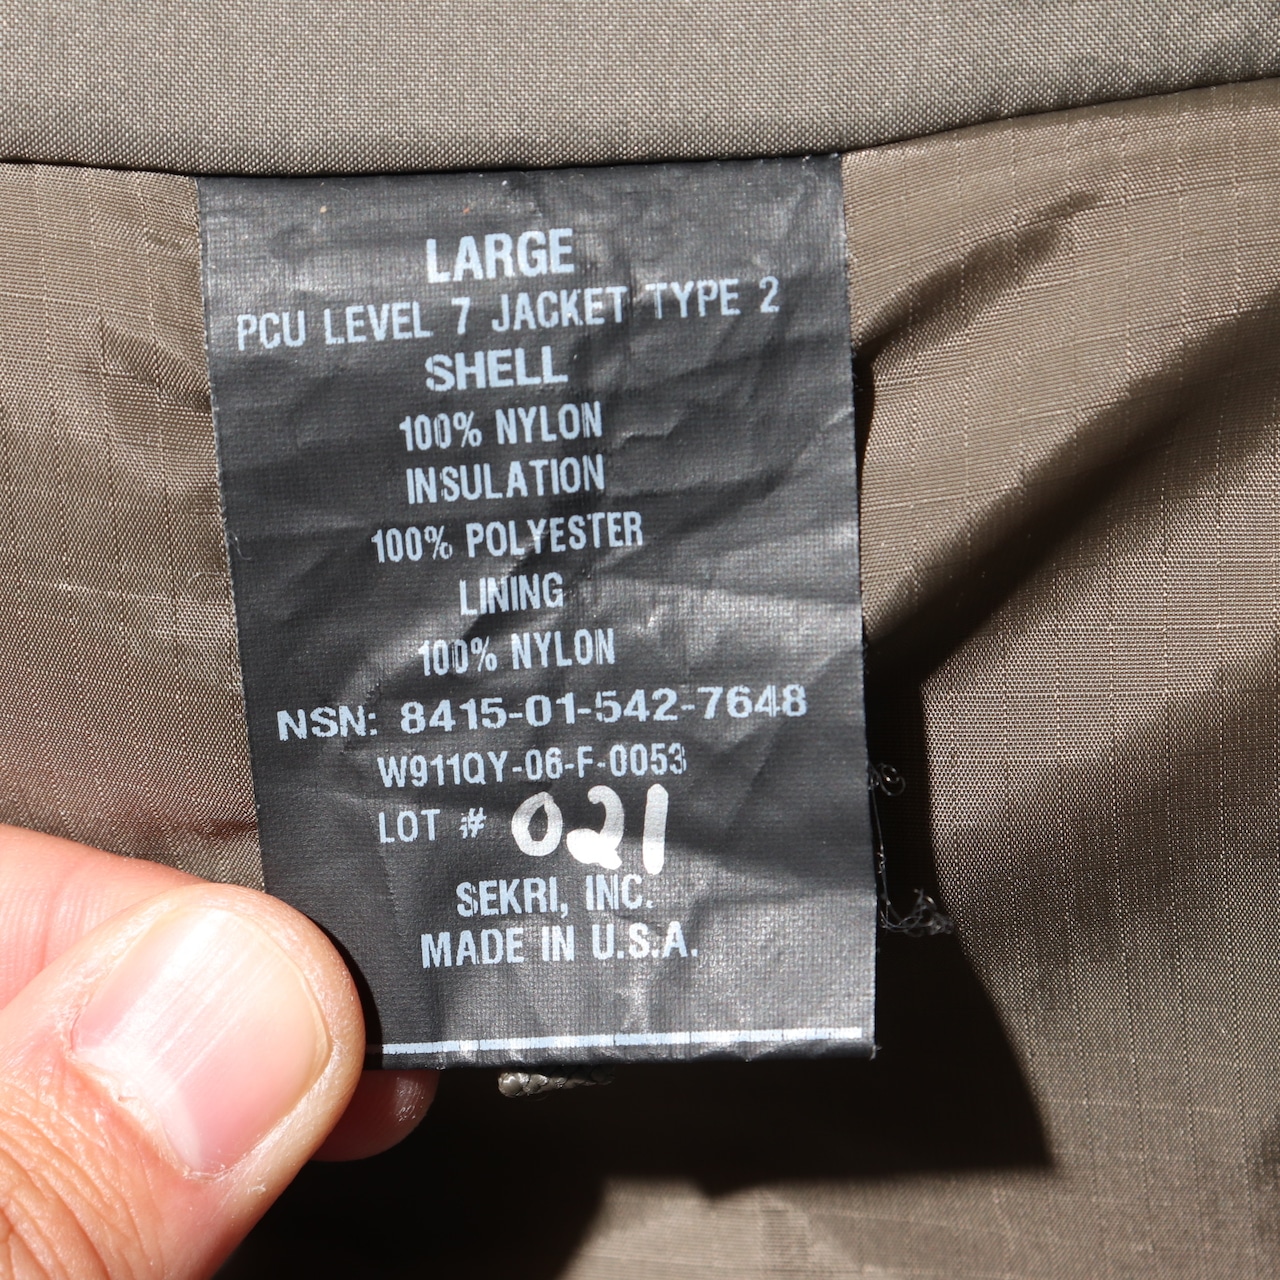 LARGE
PCU LEVEL 7 JACKET TYPE 2
SHELL
100% NYLON
INSULATION
100% POLYESTER
LINING
100% NYLON
NSN: 8415-01-542-7648
W911QY-06-F-0053
LOT # 021
SEKRI, INC.
MADE IN U.S.A.